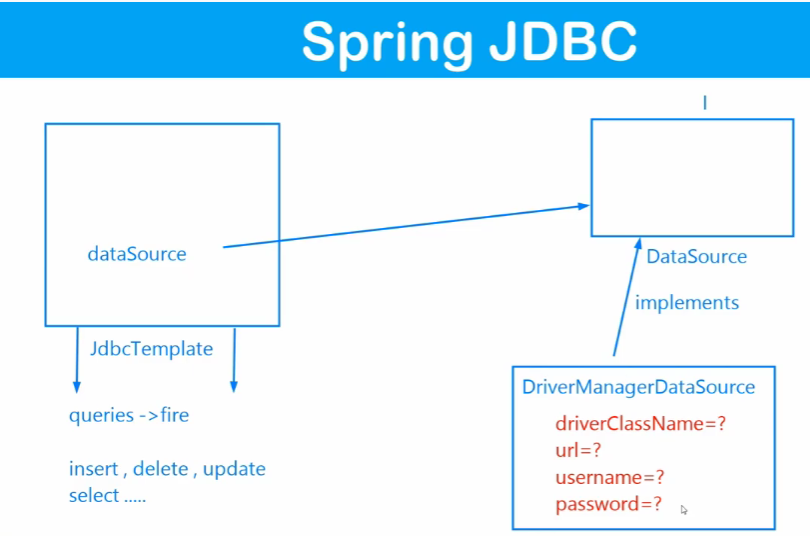 Spring JDBC
I
dataSource
DataSource
implements
JdbcTemplate
queries ->fire
insert , delete , update
select .....
DriverManagerDataSource
driverClassName=?
url=?
username=?
password=?